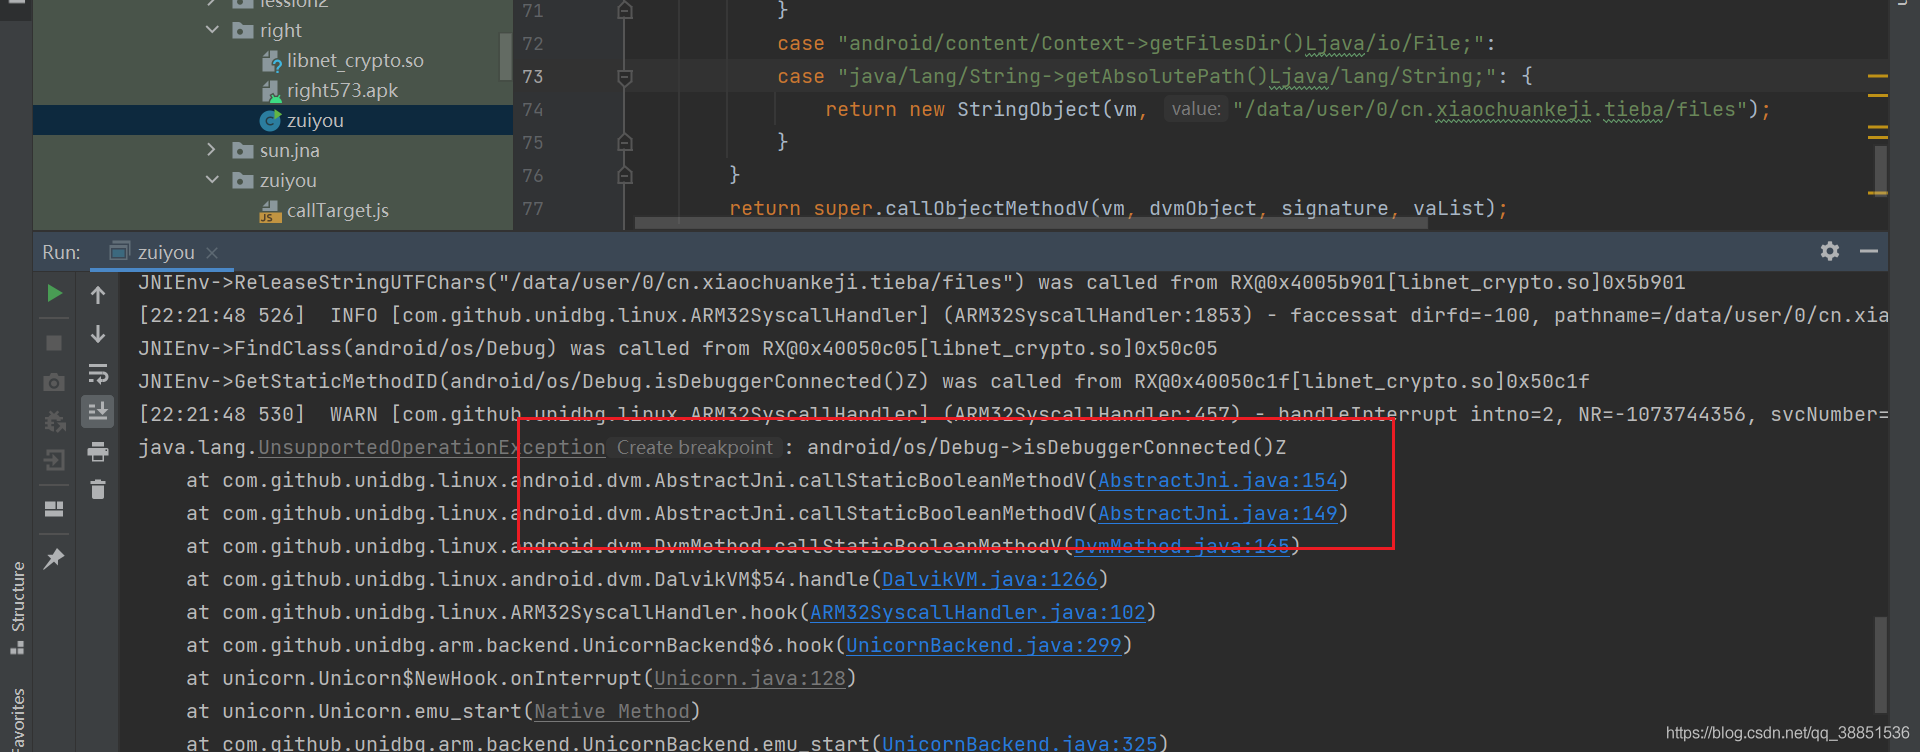 lession2
right
libnet_crypto.so
right573.apk
zuiyou
sun.jna
zuiyou
callTarget.js
71 }
72 case "android/content/Context->getFilesDir()Ljava/io/File;":
73 case "java/lang/String->getAbsolutePath()Ljava/lang/String;": {
74 return new StringObject(vm, value: "/data/user/0/cn.xiaochuankeji.tieba/files");
75 }
76 }
77 return super.callObjectMethodV(vm, dvmObject, signature, vaList);
Run: zuiyou
JNIEnv->ReleaseStringUTFChars("/data/user/0/cn.xiaochuankeji.tieba/files") was called from RX@0x4005b901[libnet_crypto.so]0x5b901
[22:21:48 526]  INFO [com.github.unidbg.linux.ARM32SyscallHandler] (ARM32SyscallHandler:1853) - faccessat dirfd=-100, pathname=/data/user/0/cn.xia
JNIEnv->FindClass(android/os/Debug) was called from RX@0x40050c05[libnet_crypto.so]0x50c05
JNIEnv->GetStaticMethodID(android/os/Debug.isDebuggerConnected()Z) was called from RX@0x40050c1f[libnet_crypto.so]0x50c1f
[22:21:48 530]  WARN [com.github.unidbg.linux.ARM32SyscallHandler] (ARM32SyscallHandler:457) - handleInterrupt intno=2, NR=-1073744356, svcNumber=
java.lang.UnsupportedOperationException Create breakpoint : android/os/Debug->isDebuggerConnected()Z
at com.github.unidbg.linux.android.dvm.AbstractJni.callStaticBooleanMethodV(AbstractJni.java:154)
at com.github.unidbg.linux.android.dvm.AbstractJni.callStaticBooleanMethodV(AbstractJni.java:149)
at com.github.unidbg.linux.android.dvm.DvmMethod.callStaticBooleanMethodV(DvmMethod.java:165)
at com.github.unidbg.linux.android.dvm.DalvikVM$54.handle(DalvikVM.java:1266)
at com.github.unidbg.linux.ARM32SyscallHandler.hook(ARM32SyscallHandler.java:102)
at com.github.unidbg.arm.backend.UnicornBackend$6.hook(UnicornBackend.java:299)
at unicorn.Unicorn$NewHook.onInterrupt(Unicorn.java:128)
at unicorn.Unicorn.emu_start(Native Method)
at com.github.unidbg.arm.backend.UnicornBackend.emu_start(UnicornBackend.java:325)
Structure
Favorites
https://blog.csdn.net/qq_38851536